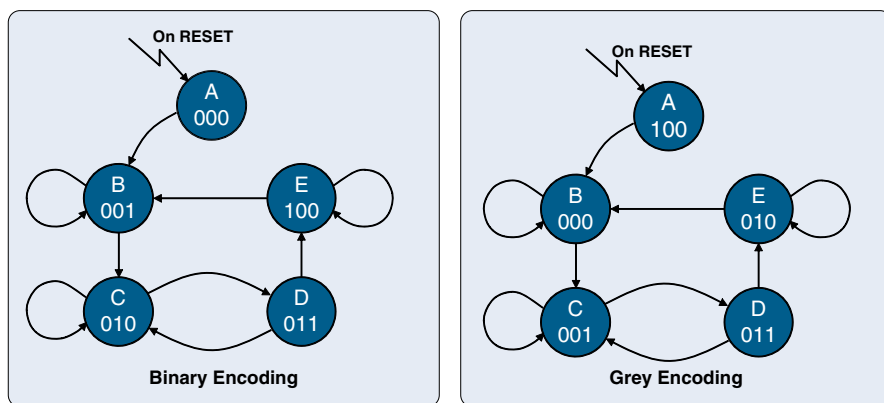 On RESET
A
000
B
001
E
100
C
010
D
011
Binary Encoding
On RESET
A
100
B
000
E
010
C
001
D
011
Grey Encoding